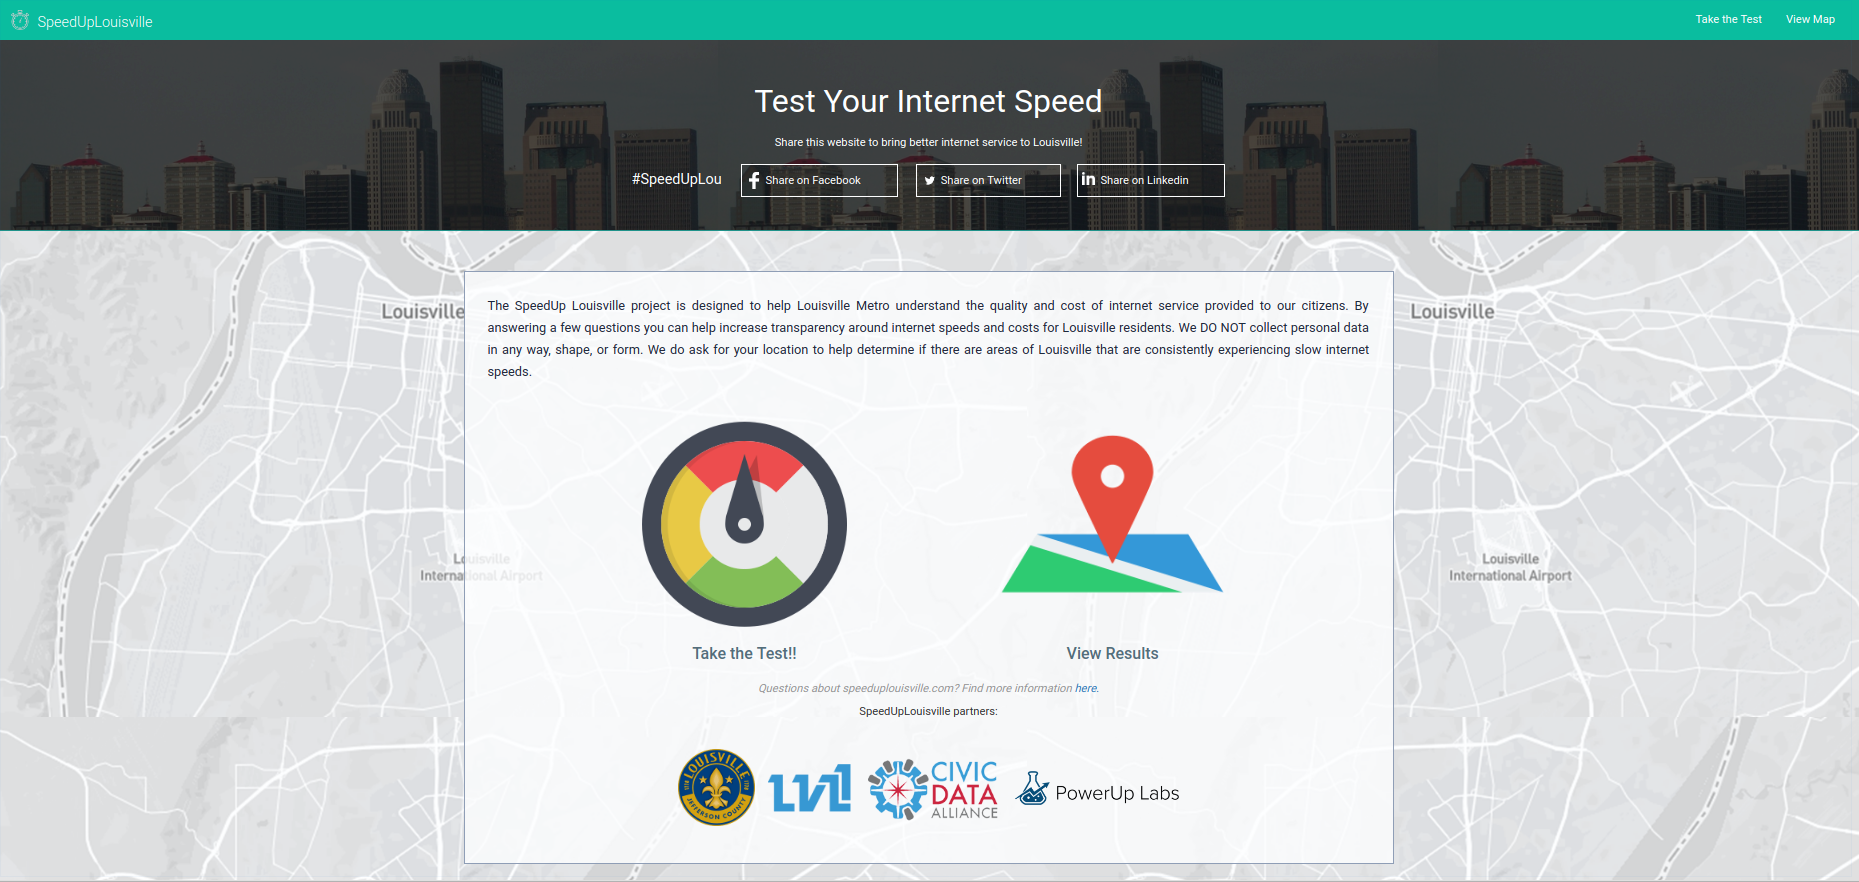 SpeedUpLouisville
Take the Test
View Map
Test Your Internet Speed
Share this website to bring better internet service to Louisville!
#SpeedUpLou
Share on Facebook
Share on Twitter
Share on Linkedin
The SpeedUp Louisville project is designed to help Louisville Metro understand the quality and cost of internet service provided to our citizens. By
answering a few questions you can help increase transparency around internet speeds and costs for Louisville residents. We DO NOT collect personal data
in any way, shape, or form. We do ask for your location to help determine if there are areas of Louisville that are consistently experiencing slow internet
speeds.
Louisville
Louisville
Louisville
International Airport
Louisville
International Airport
Take the Test!!
View Results
Questions about speeduplouisville.com? Find more information here.
SpeedUpLouisville partners:
LOUISVILLE
JEFFERSON COUNTY
lvl1
CIVIC
DATA
ALLIANCE
PowerUp Labs